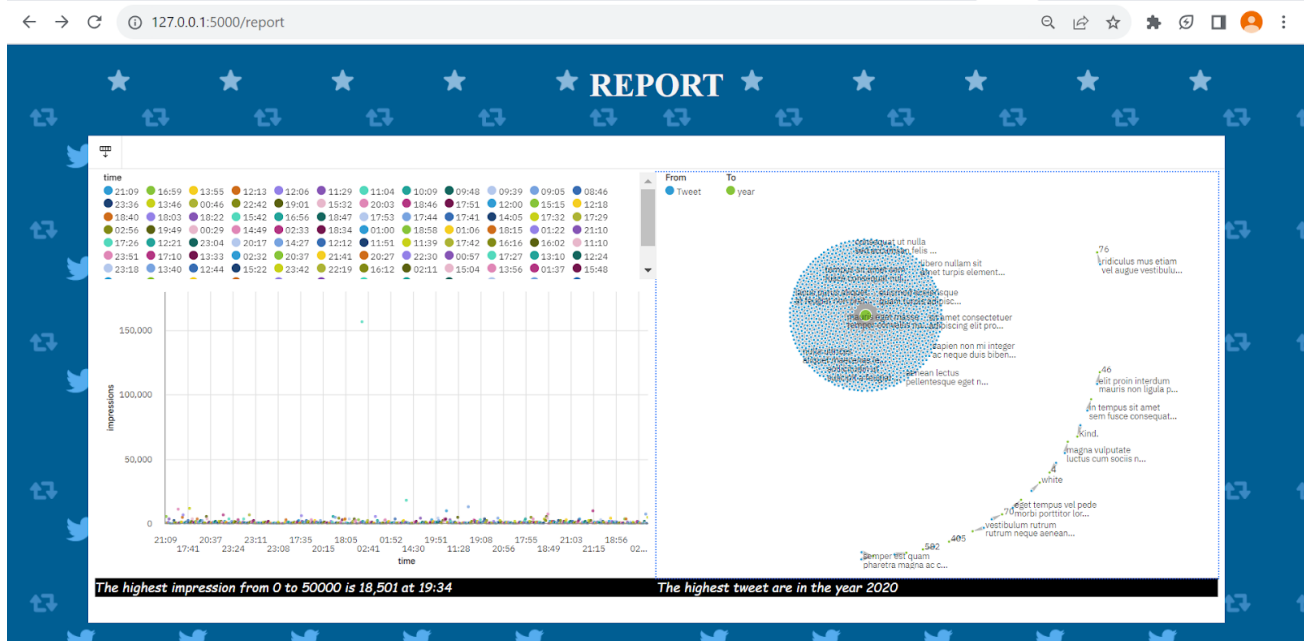 127.0.0.1:5000/report
REPORT
time
21:09 16:59 13:55 12:13 12:06 11:29 11:04 10:09 09:48 09:39 09:05 08:46
23:36 13:46 00:46 22:42 19:01 15:32 20:03 18:46 17:51 12:00 15:15 12:18
18:40 18:03 18:22 15:42 16:56 18:47 17:53 17:44 17:41 14:05 17:32 17:29
02:56 19:49 00:29 14:49 02:33 18:34 01:00 18:58 01:06 18:15 01:22 21:10
17:26 12:21 23:04 20:17 14:27 12:12 11:51 11:39 17:42 16:16 16:02 11:10
23:51 17:10 13:33 02:32 20:37 21:41 20:27 22:30 00:57 17:27 13:10 12:24
23:18 13:40 12:44 15:22 23:42 22:19 16:12 02:11 15:04 13:56 01:37 15:48
150,000
100,000
50,000
0
impressions
21:09 20:37 23:11 17:35 18:05 01:52 19:51 19:08 17:55 21:03 18:56
17:41 23:24 23:08 20:15 02:41 14:30 11:28 20:56 18:49 21:15 02...
time
The highest impression from 0 to 50000 is 18,501 at 19:34
From To
Tweet year
consequat ut nulla
libero nullam sit
amet turpis element...
tempus sit amet sem
mauris eget massa
tempor convallis nu...
sit amet consectetuer
adipiscing elit pro...
sapien non mi integer
ac neque duis biben...
aenean lectus
pellentesque eget n...
76
ridiculus mus etiam
vel augue vestibulu...
46
elit proin interdum
mauris non ligula p...
in tempus sit amet
sem fusce consequat...
Kind.
magna vulputate
luctus cum sociis n...
4
white
eget tempus vel pede
70
morbi porttitor lor...
vestibulum rutrum
rutrum neque aenean...
405
502
semper est quam
pharetra magna ac c...
The highest tweet are in the year 2020